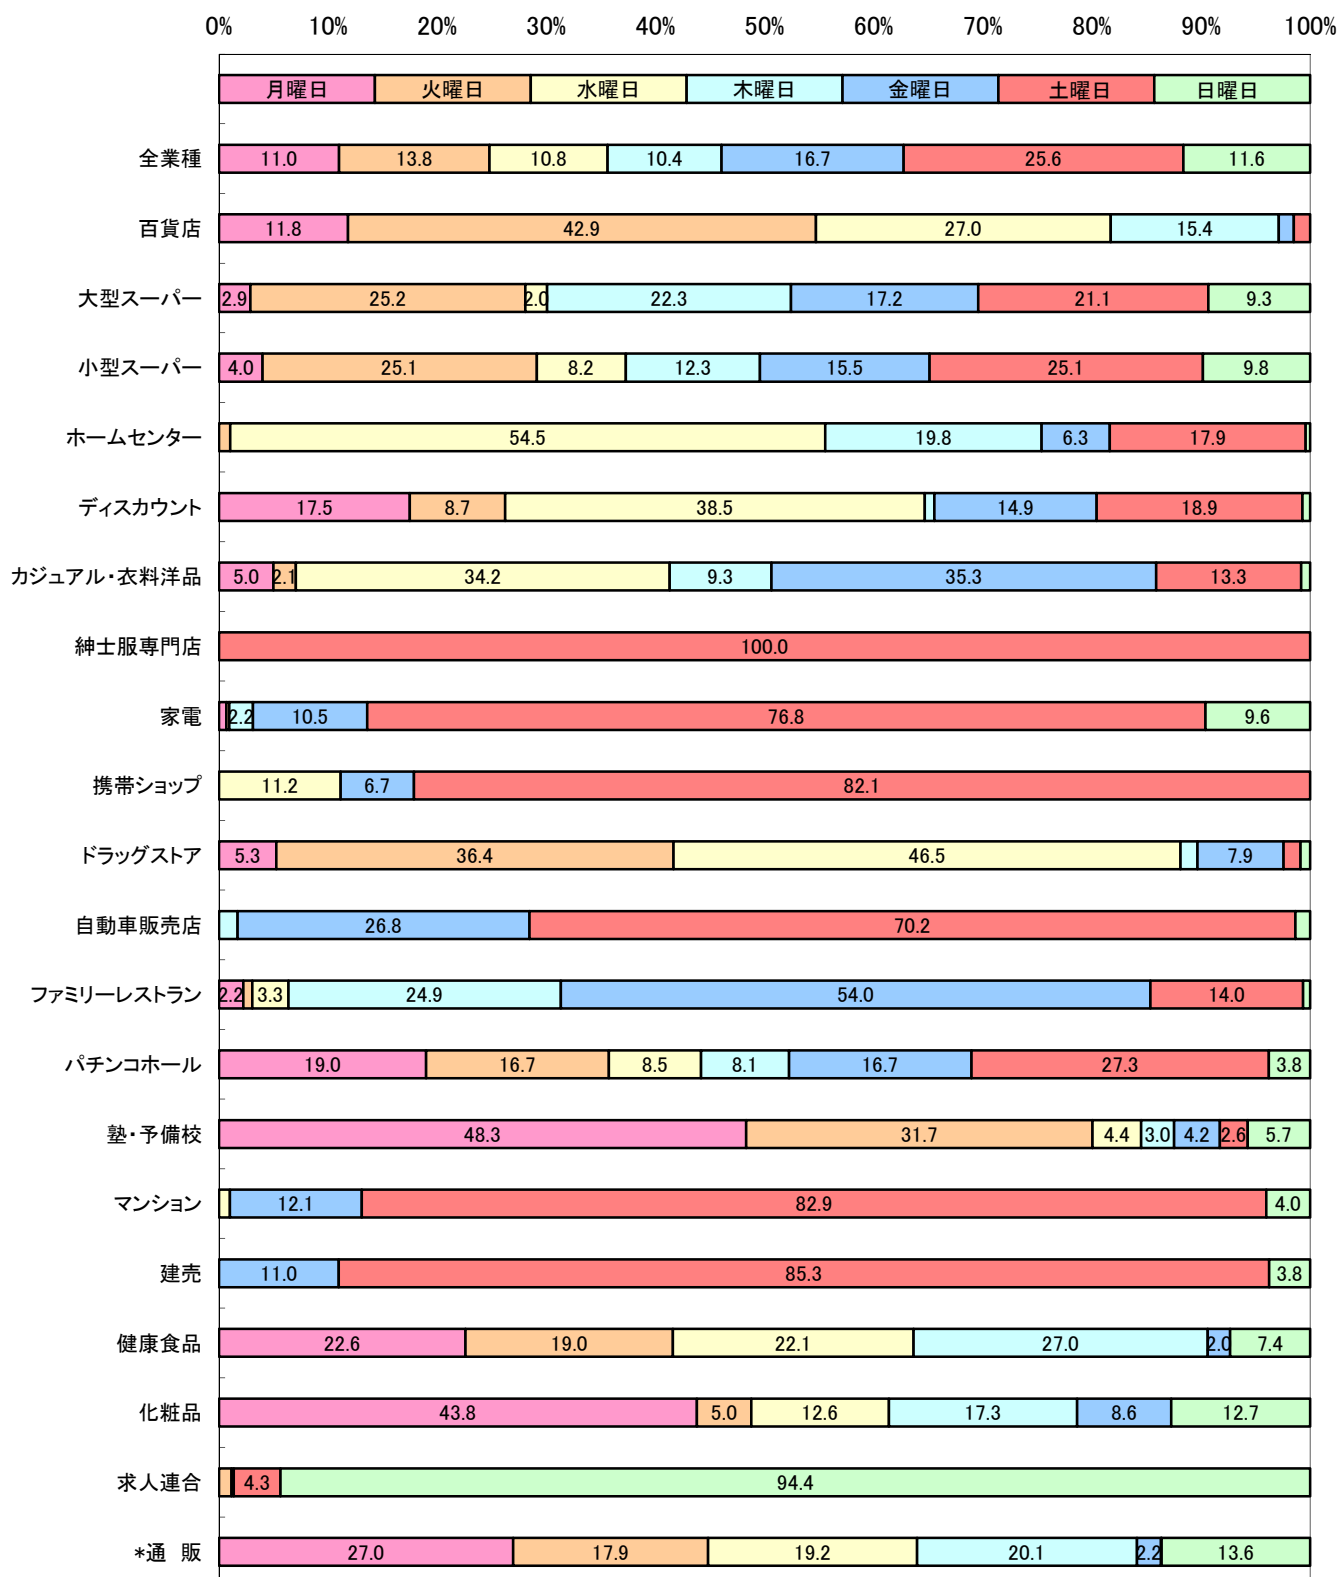 0% 10% 20% 30% 40% 50% 60% 70% 80% 90% 100%
月曜日 火曜日 水曜日 木曜日 金曜日 土曜日 日曜日
全業種 11.0 13.8 10.8 10.4 16.7 25.6 11.6
百貨店 11.8 42.9 27.0 15.4
大型スーパー 2.9 25.2 2.0 22.3 17.2 21.1 9.3
小型スーパー 4.0 25.1 8.2 12.3 15.5 25.1 9.8
ホームセンター 54.5 19.8 6.3 17.9
ディスカウント 17.5 8.7 38.5 14.9 18.9
カジュアル・衣料洋品 5.0 2.1 34.2 9.3 35.3 13.3
紳士服専門店 100.0
家電 2.2 10.5 76.8 9.6
携帯ショップ 11.2 6.7 82.1
ドラッグストア 5.3 36.4 46.5 7.9
自動車販売店 26.8 70.2
ファミリーレストラン 2.2 3.3 24.9 54.0 14.0
パチンコホール 19.0 16.7 8.5 8.1 16.7 27.3 3.8
塾・予備校 48.3 31.7 4.4 3.0 4.2 2.6 5.7
マンション 12.1 82.9 4.0
建売 11.0 85.3 3.8
健康食品 22.6 19.0 22.1 27.0 2.0 7.4
化粧品 43.8 5.0 12.6 17.3 8.6 12.7
求人連合 4.3 94.4
*通　販 27.0 17.9 19.2 20.1 2.2 13.6